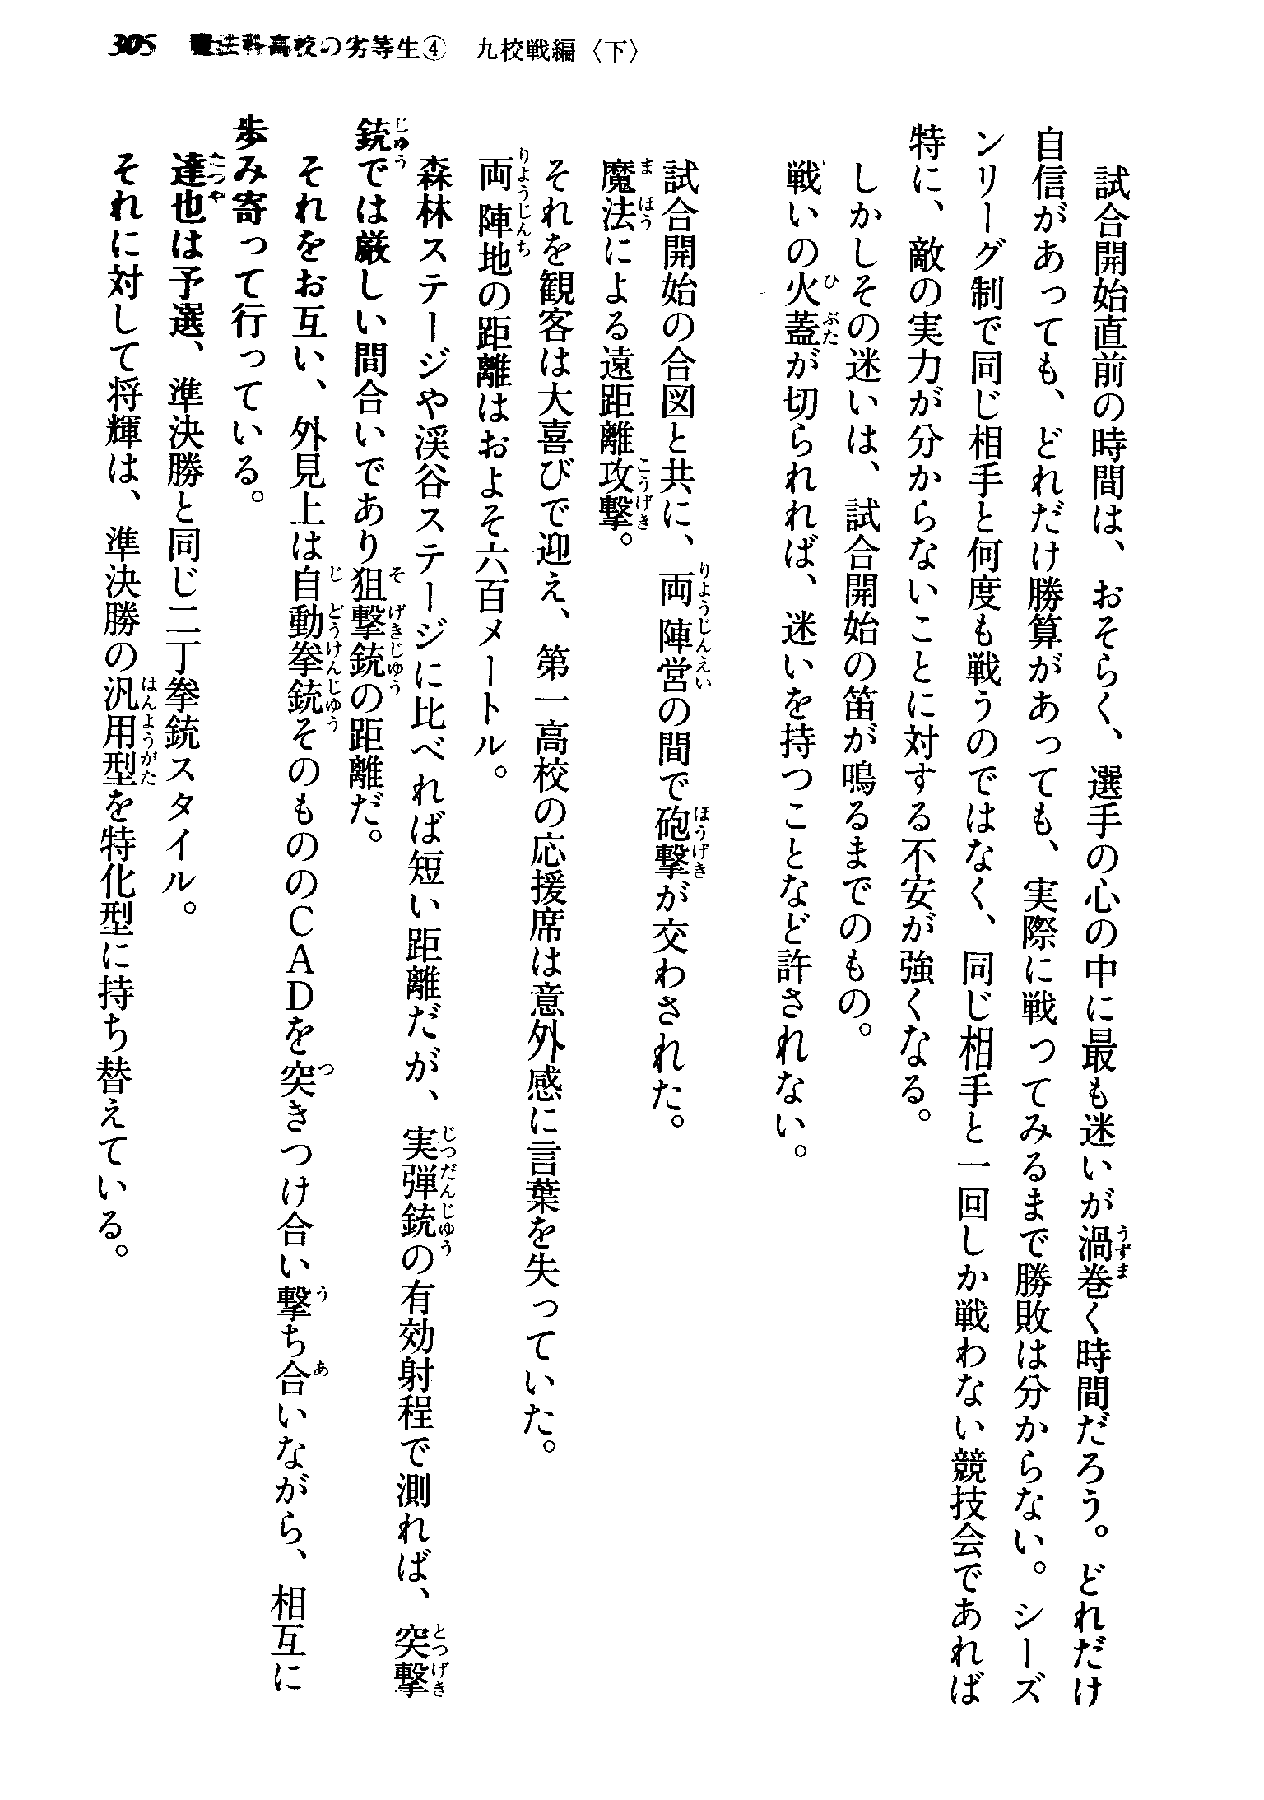 305　魔法科高校の劣等生④　九校戦編〈下〉
試合開始直前の時間は、おそらく、選手の心の中に最も迷いが渦巻く時間だろう。どれだけ
自信があっても、どれだけ勝算があっても、実際に戦ってみるまで勝敗は分からない。シーズ
ンリーグ制で同じ相手と何度も戦うのではなく、同じ相手と一回しか戦わない競技会であれば
特に、敵の実力が分からないことに対する不安が強くなる。
しかしその迷いは、試合開始の笛が鳴るまでのもの。
戦いの火蓋が切られれば、迷いを持つことなど許されない。
試合開始の合図と共に、両陣営の間で砲撃が交わされた。
魔法による遠距離攻撃。
それを観客は大喜びで迎え、第一高校の応援席は意外感に言葉を失っていた。
両陣地の距離はおよそ六百メートル。
森林ステージや渓谷ステージに比べれば短い距離だが、実弾銃の有効射程で測れば、突撃
銃では厳しい間合いであり狙撃銃の距離だ。
それをお互い、外見上は自動拳銃そのもののＣＡＤを突きつけ合い撃ち合いながら、相互に
歩み寄って行っている。
達也は予選、準決勝と同じ二丁拳銃スタイル。
それに対して将輝は、準決勝の汎用型を特化型に持ち替えている。